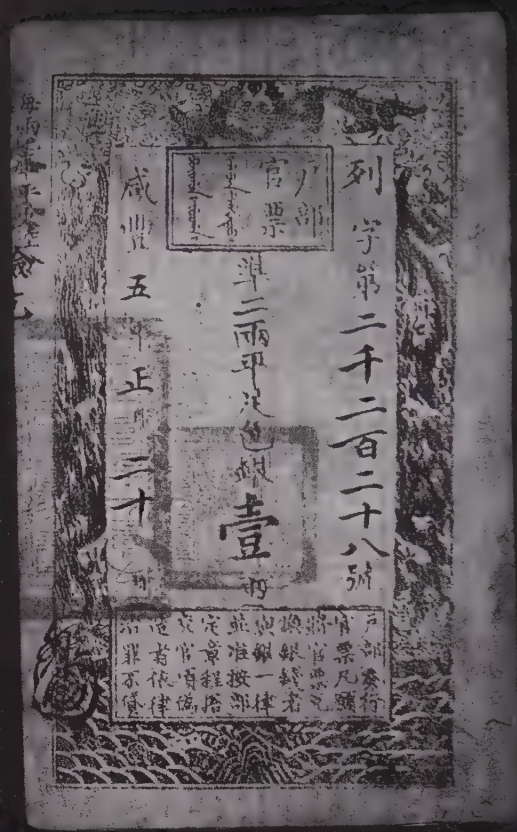 戶部
官票
列字第二千二百二十八號
準二兩平足色銀壹兩
咸豐五年正月二十日
戶部奏行
官票凡願
將官票兌
換銀錢者
與銀一律
並准按部
定章程搭
交官項偽
造者依律
治罪不貸